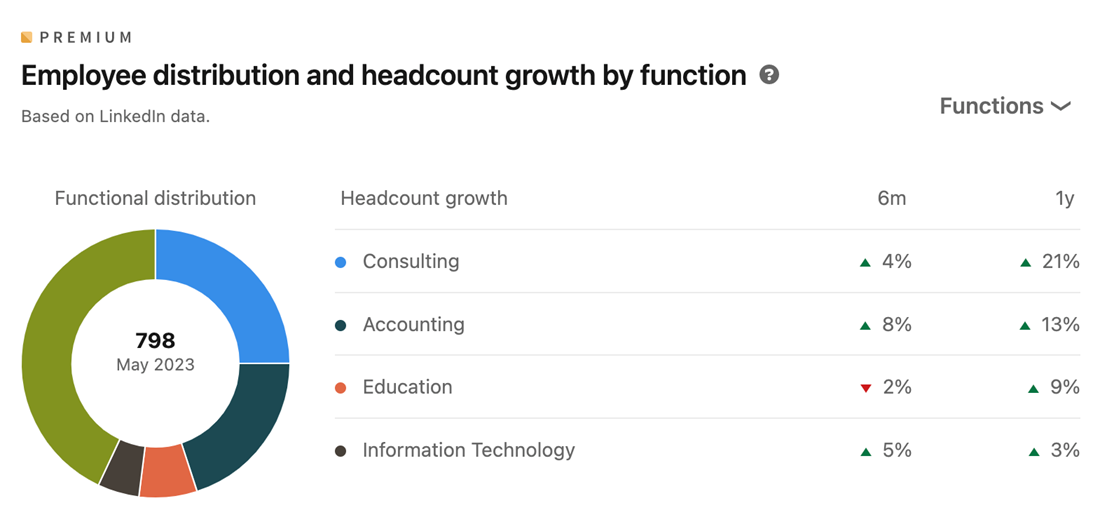 PREMIUM
Employee distribution and headcount growth by function ?
Based on LinkedIn data.
Functions
Functional distribution
798
May 2023
Headcount growth 6m 1y
Consulting 4% 21%
Accounting 8% 13%
Education 2% 9%
Information Technology 5% 3%